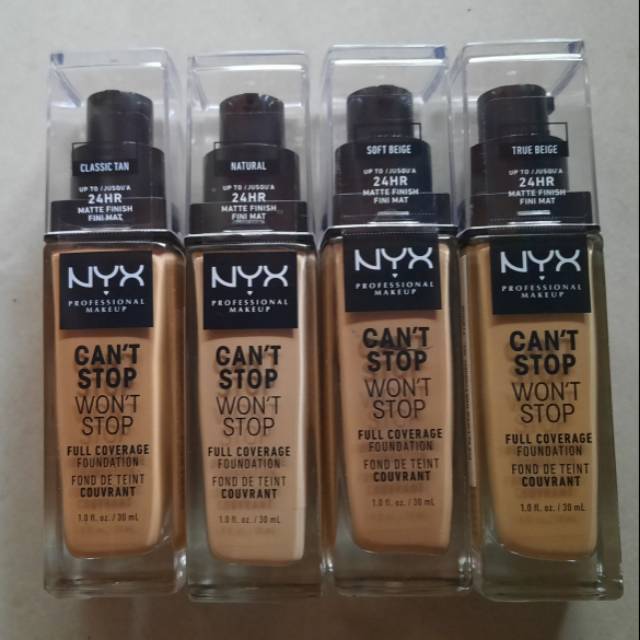 CLASSIC TAN
UP TO / JUSQU'A
24HR
MATTE FINISH
FINI MAT
NYX
PROFESSIONAL
MAKEUP
CAN'T
STOP
WON'T
STOP
FULL COVERAGE
FOUNDATION
FOND DE TEINT
COUVRANT
1.0 fl. oz. / 30 mL
NATURAL
UP TO / JUSQU'A
24HR
MATTE FINISH
FINI MAT
NYX
PROFESSIONAL
MAKEUP
CAN'T
STOP
WON'T
STOP
FULL COVERAGE
FOUNDATION
FOND DE TEINT
COUVRANT
1.0 fl. oz. / 30 mL
SOFT BEIGE
UP TO / JUSQU'A
24HR
MATTE FINISH
FINI MAT
NYX
PROFESSIONAL
MAKEUP
CAN'T
STOP
WON'T
STOP
FULL COVERAGE
FOUNDATION
FOND DE TEINT
COUVRANT
1.0 fl. oz. / 30 mL
TRUE BEIGE
UP TO / JUSQU'A
24HR
MATTE FINISH
FINI MAT
NYX
PROFESSIONAL
MAKEUP
CAN'T
STOP
WON'T
STOP
FULL COVERAGE
FOUNDATION
FOND DE TEINT
COUVRANT
1.0 fl. oz. / 30 mL